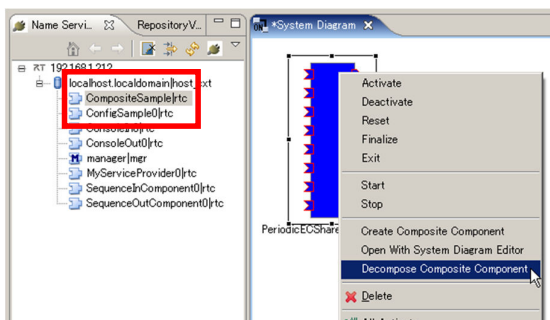 Name Servi...
RepositoryV...
*System Diagram
RT 192.168.1.212
localhost.localdomain|host_cxt
CompositeSample|rtc
ConfigSample0|rtc
ConsoleIn0|rtc
ConsoleOut0|rtc
manager|mgr
MyServiceProvider0|rtc
SequenceInComponent0|rtc
SequenceOutComponent0|rtc
PeriodicECShare
Activate
Deactivate
Reset
Finalize
Exit
Start
Stop
Create Composite Component
Open With System Diagram Editor
Decompose Composite Component
Delete